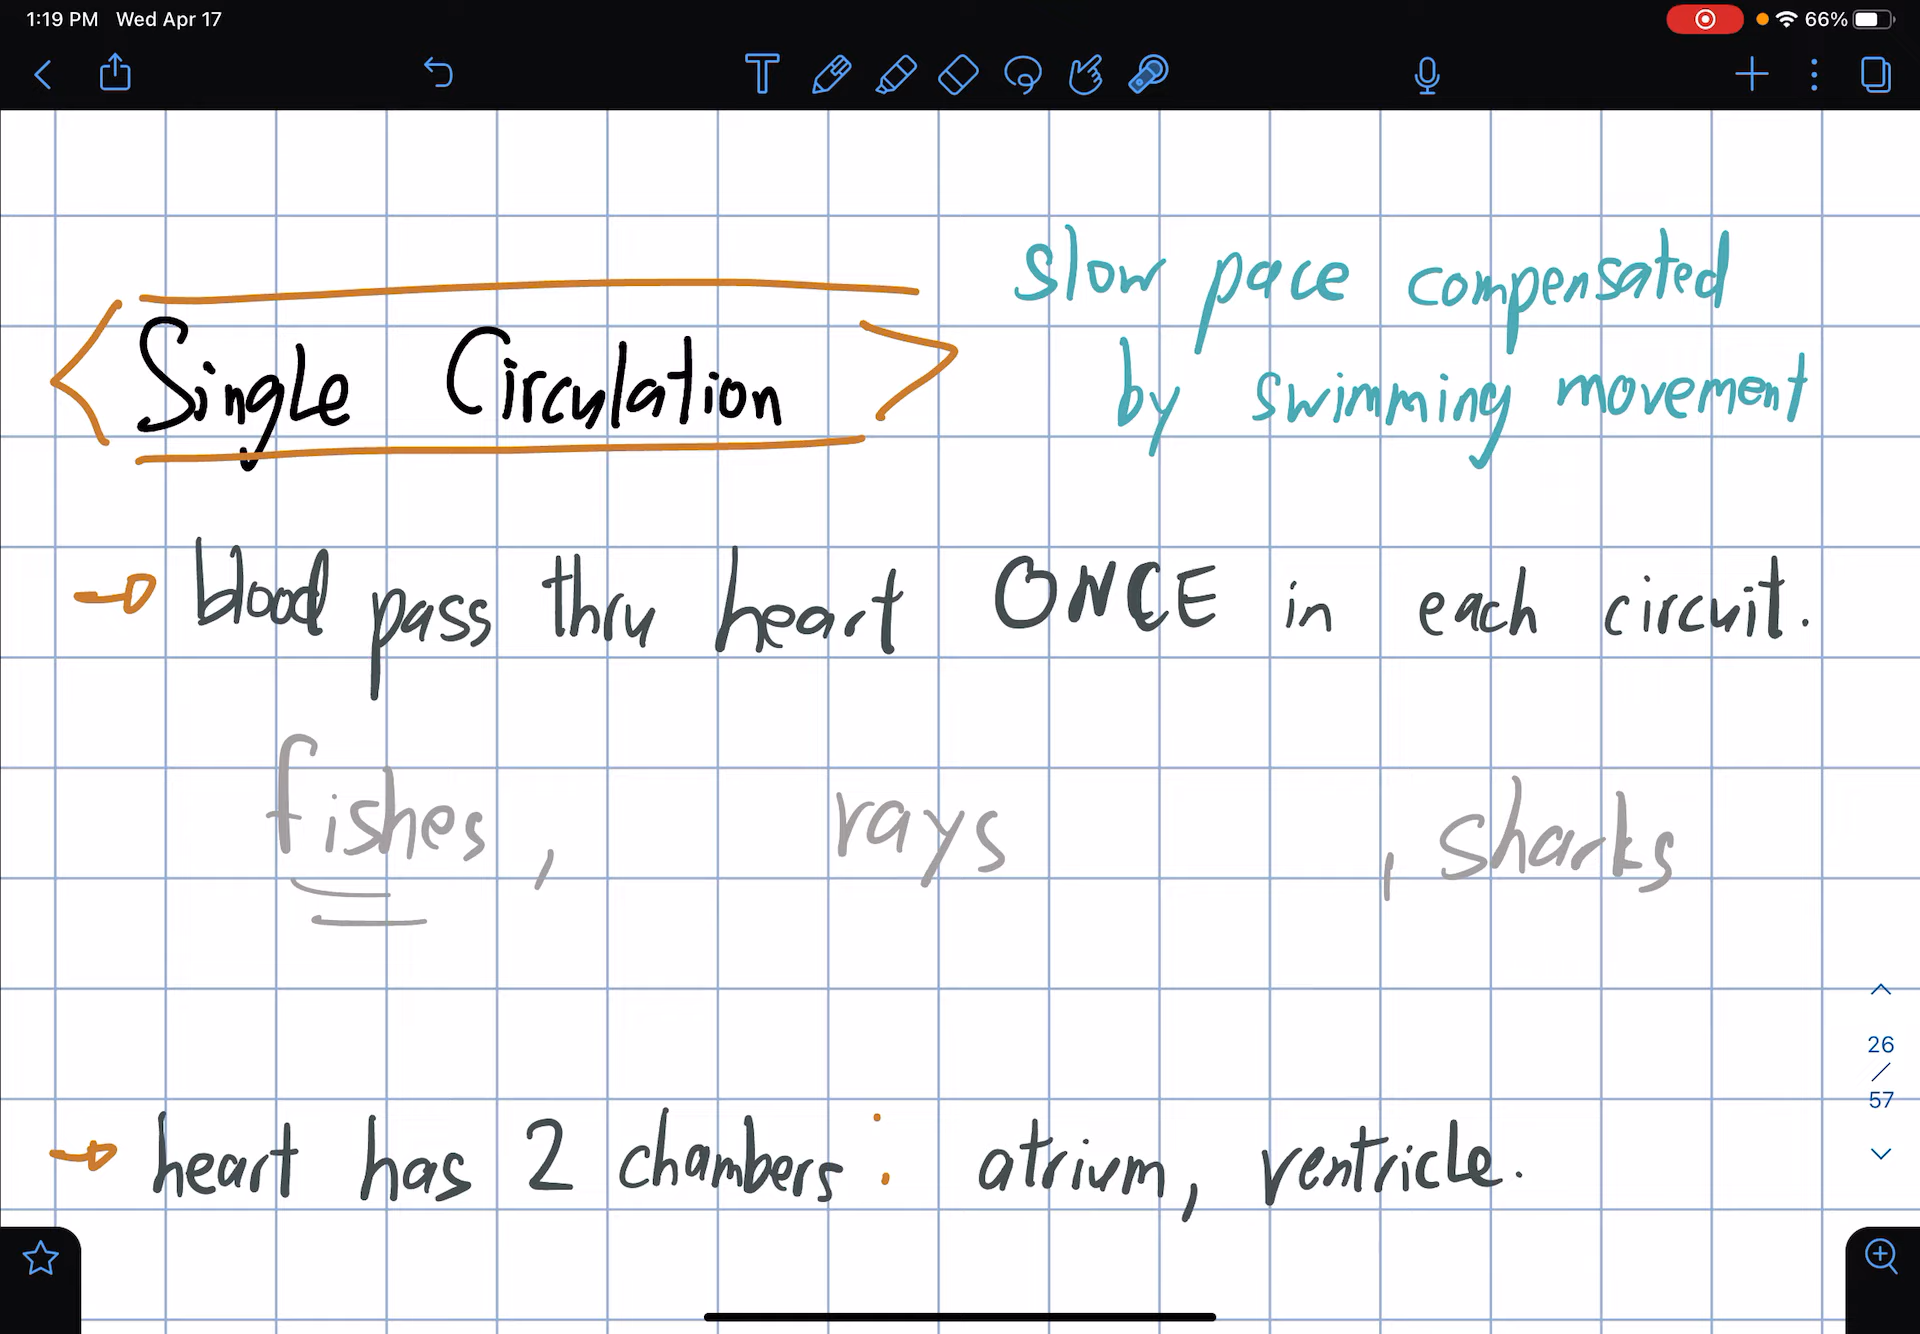 1:19 PM Wed Apr 17
66%
slow pace compensated
by swimming movement
Single Circulation
blood pass thru heart ONCE in each circuit.
fishes, rays, sharks
26
/
57
heart has 2 chambers: atrium, ventricle.